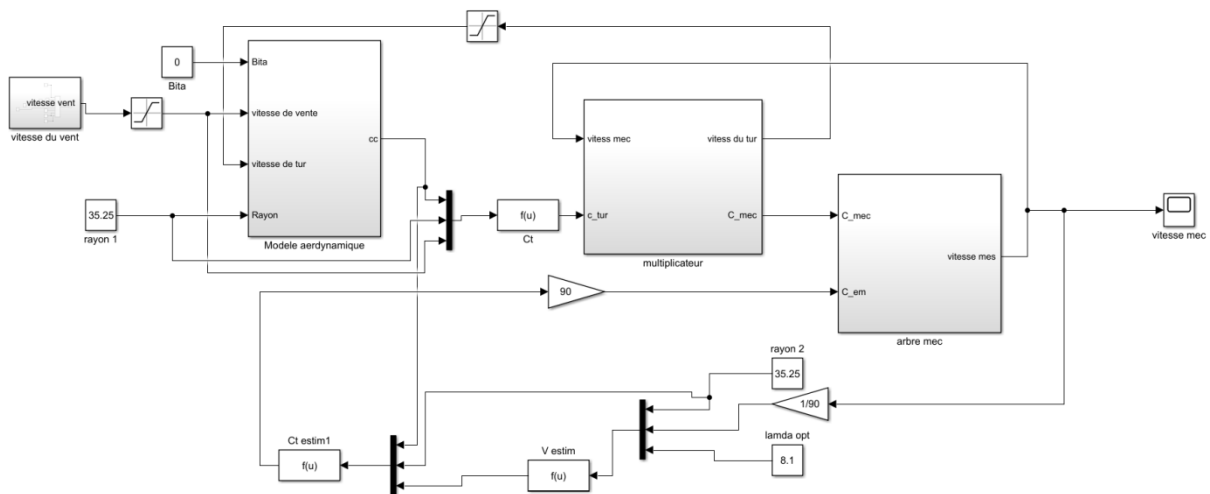 0
Bita
vitesse vent
vitesse du vent
Bita
vitesse de vente
vitesse de tur
Rayon
cc
Modele aerdynamique
35.25
rayon 1
f(u)
Ct
vitess mec
c_tur
vitess du tur
C_mec
multiplicateur
C_mec
C_em
vitesse mes
arbre mec
vitesse mec
90
rayon 2
35.25
1/90
lamda opt
8.1
V estim
f(u)
Ct estim1
f(u)